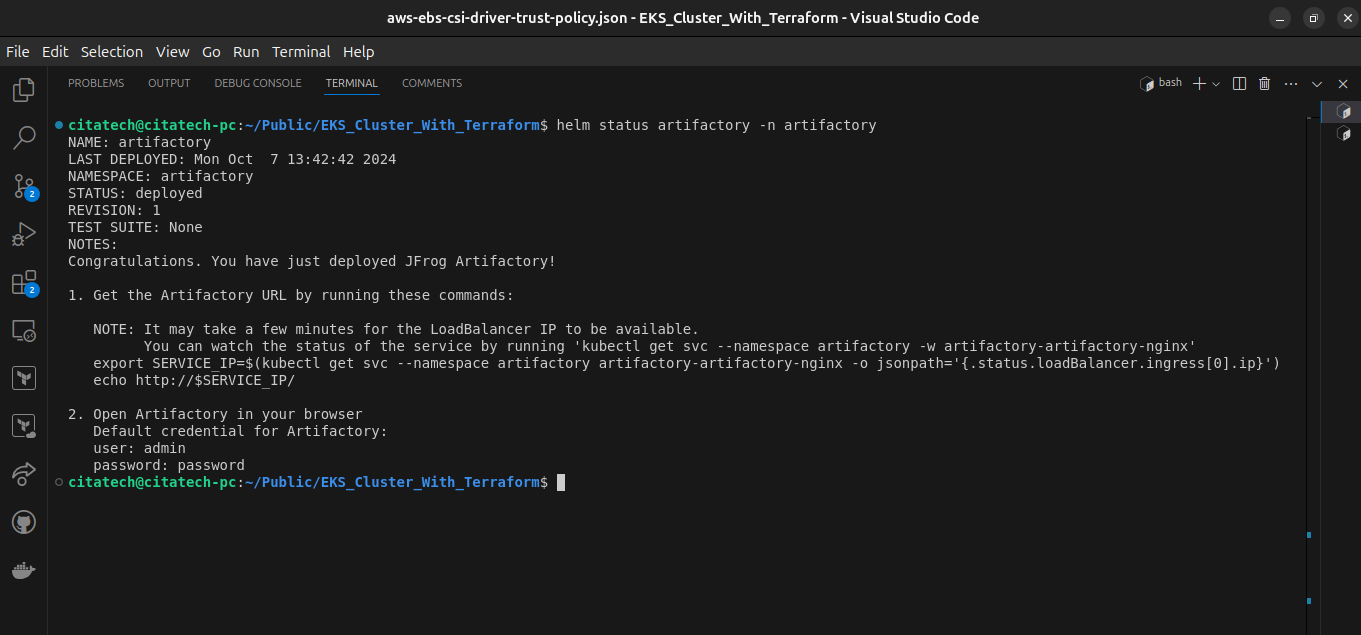 aws-ebs-csi-driver-trust-policy.json - EKS_Cluster_With_Terraform - Visual Studio Code
File Edit Selection View Go Run Terminal Help
PROBLEMS OUTPUT DEBUG CONSOLE TERMINAL COMMENTS
bash
citatech@citatech-pc:~/Public/EKS_Cluster_With_Terraform$ helm status artifactory -n artifactory
NAME: artifactory
LAST DEPLOYED: Mon Oct  7 13:42:42 2024
NAMESPACE: artifactory
STATUS: deployed
REVISION: 1
TEST SUITE: None
NOTES:
Congratulations. You have just deployed JFrog Artifactory!
1. Get the Artifactory URL by running these commands:
NOTE: It may take a few minutes for the LoadBalancer IP to be available.
You can watch the status of the service by running 'kubectl get svc --namespace artifactory -w artifactory-artifactory-nginx'
export SERVICE_IP=$(kubectl get svc --namespace artifactory artifactory-artifactory-nginx -o jsonpath='{.status.loadBalancer.ingress[0].ip}')
echo http://$SERVICE_IP/
2. Open Artifactory in your browser
Default credential for Artifactory:
user: admin
password: password
citatech@citatech-pc:~/Public/EKS_Cluster_With_Terraform$
2
2